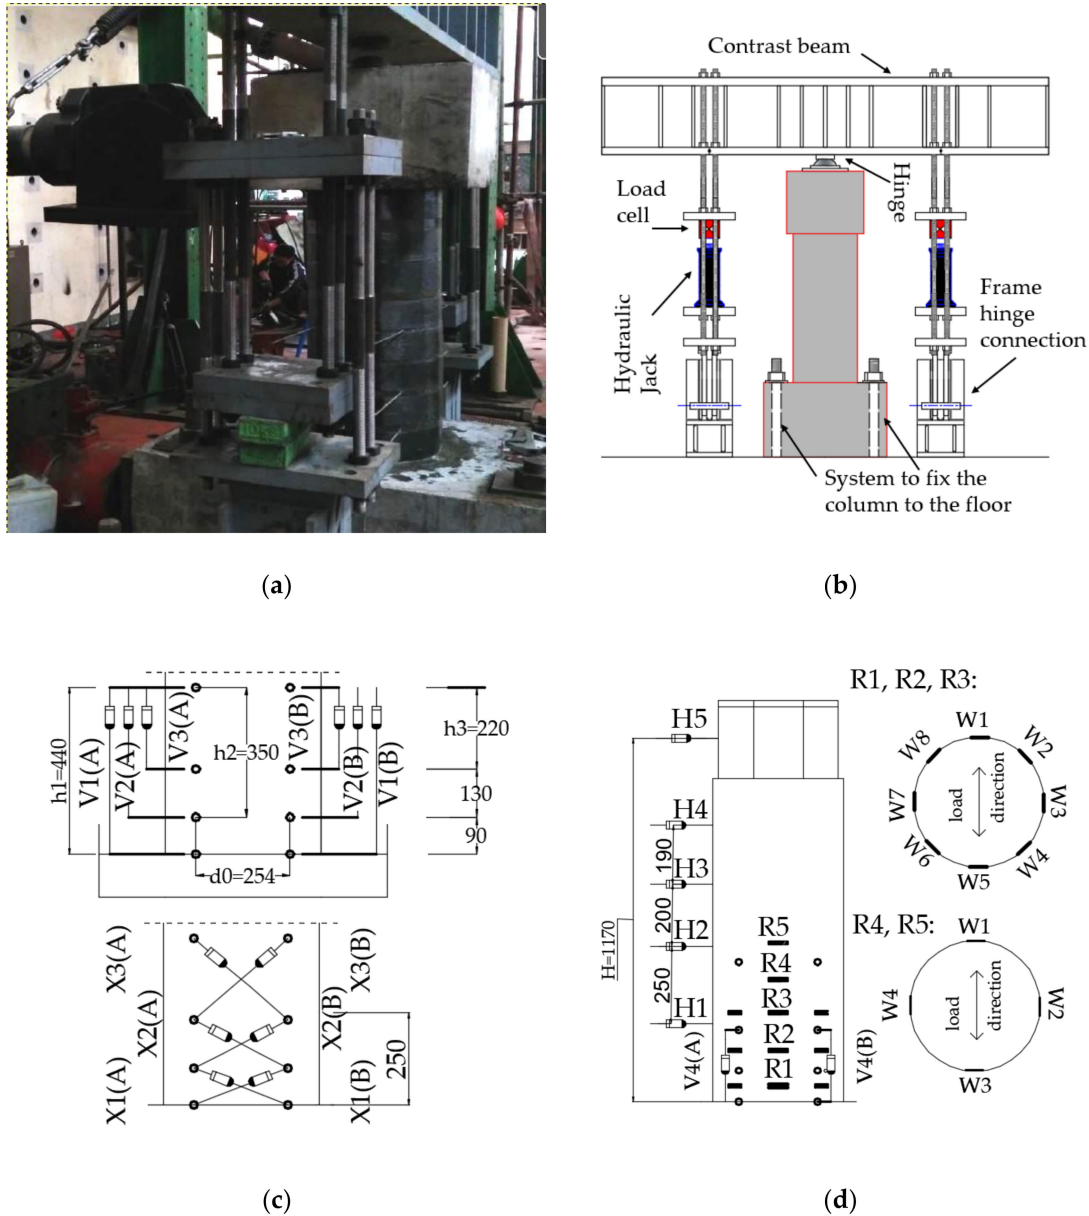 Contrast beam
Load
cell
Hinge
Hydraulic
Jack
Frame
hinge
connection
System to fix the
column to the floor
(a)
(b)
h1=440
V1(A)
V2(A)
V3(A)
h2=350
V3(B)
V2(B)
V1(B)
h3=220
130
90
d0=254
X3(A)
X2(A)
X1(A)
X3(B)
X2(B)
X1(B)
250
R1, R2, R3:
H5
H4
H3
H2
H1
190
200
250
H=1170
R5
R4
R3
R2
R1
V4(A)
V4(B)
W1
W2
W3
W4
W5
W6
W7
W8
load
direction
R4, R5:
W1
W2
W3
W4
load
direction
(c)
(d)